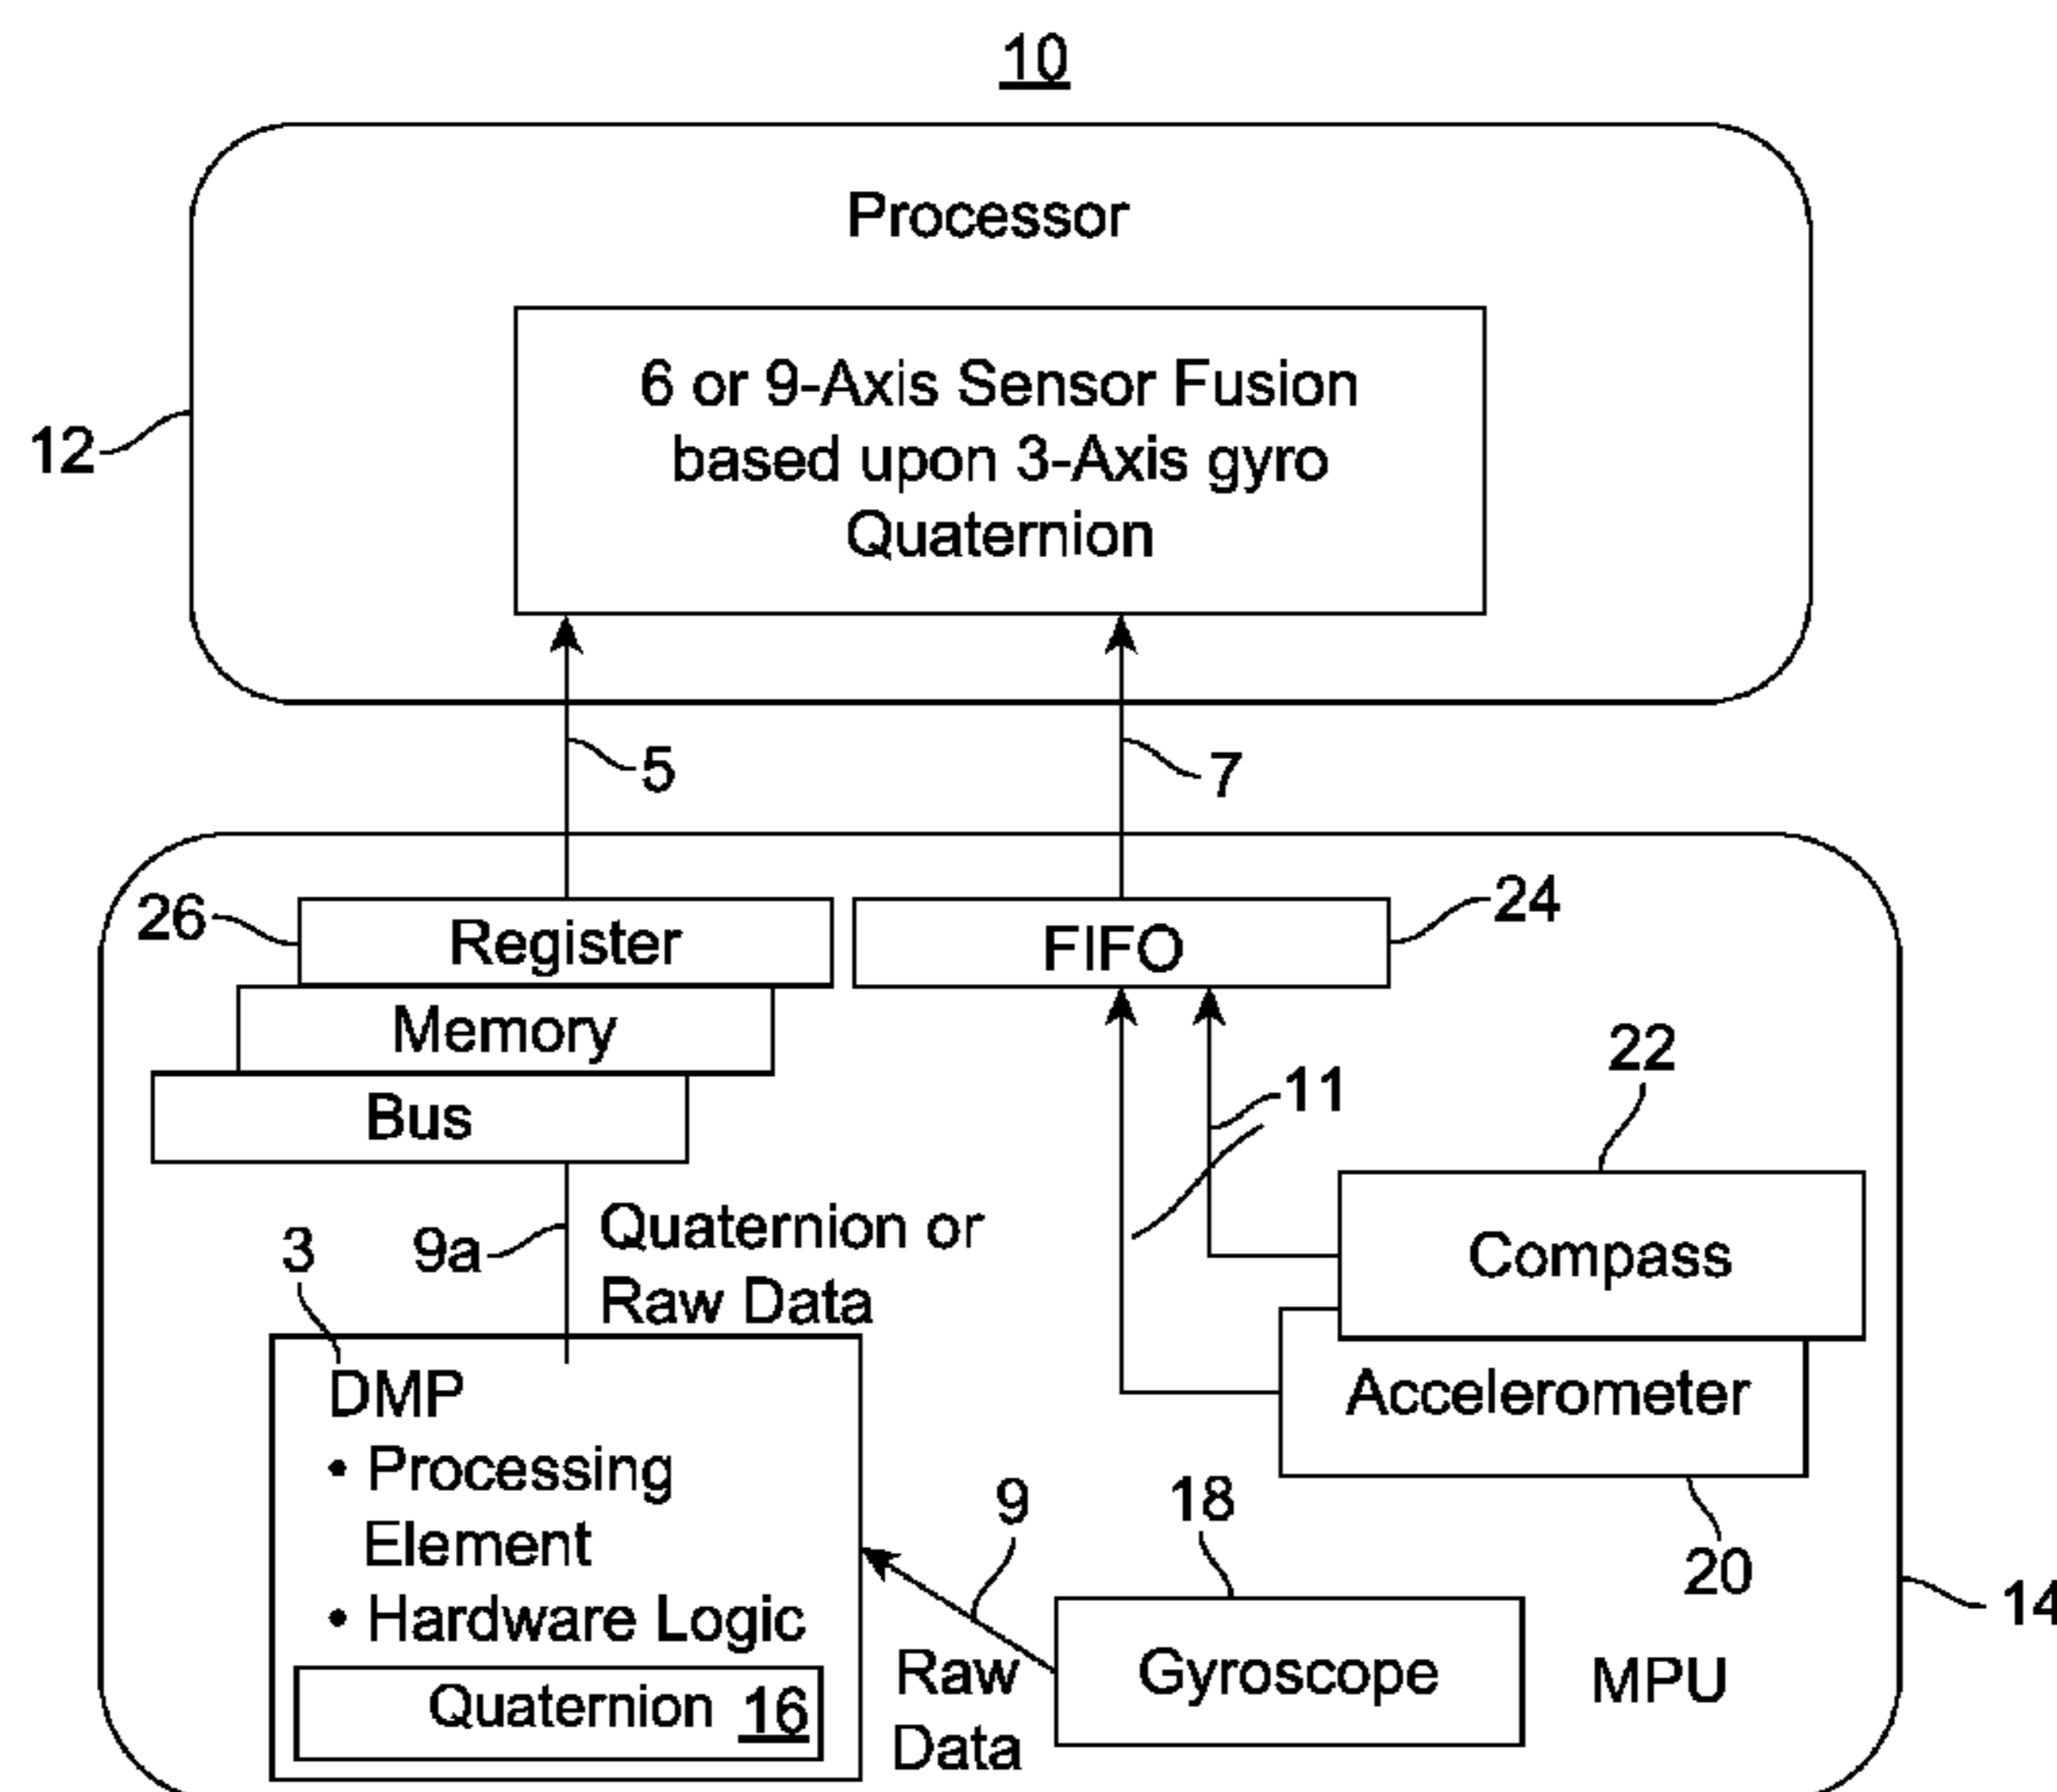 10
Processor
6 or 9-Axis Sensor Fusion
based upon 3-Axis gyro
Quaternion
12
5
7
26
Register
FIFO
24
Memory
Bus
11
22
3
9a
Quaternion or
Raw Data
Compass
DMP
• Processing
Element
• Hardware Logic
Quaternion 16
Accelerometer
9
18
20
14
Raw
Data
Gyroscope
MPU